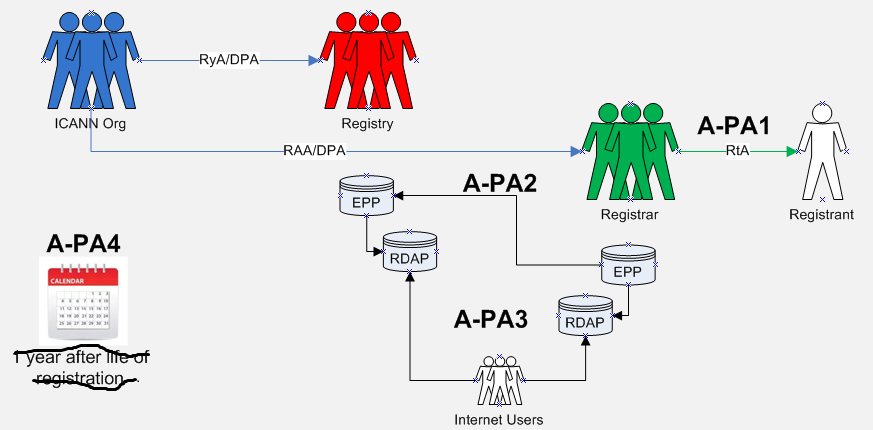 RyA/DPA
ICANN Org
Registry
A-PA1
RAA/DPA
RtA
A-PA2
EPP
Registrar
Registrant
A-PA4
RDAP
EPP
CALENDAR
A-PA3
RDAP
1 year after life of
registration
Internet Users